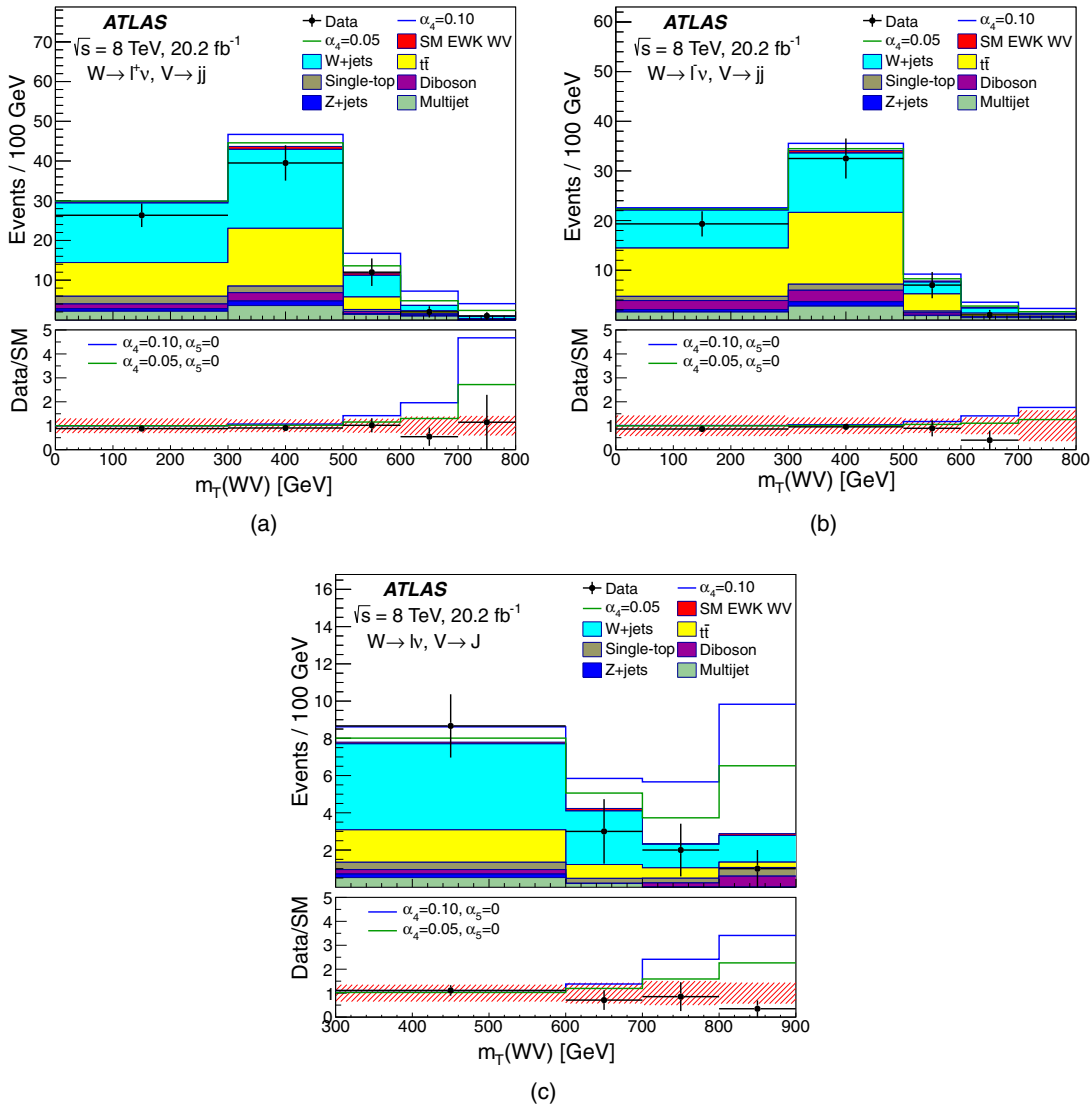 ATLAS
√s = 8 TeV, 20.2 fb⁻¹
W→ l⁺ν, V→ jj
Data
α₄=0.10
α₄=0.05
SM EWK WV
W+jets
tt̄
Single-top
Diboson
Z+jets
Multijet
Events / 100 GeV
70
60
50
40
30
20
10
Data/SM
α₄=0.10, α₅=0
α₄=0.05, α₅=0
5
4
3
2
1
0
0 100 200 300 400 500 600 700 800
m_T(WV) [GeV]
(a)
ATLAS
√s = 8 TeV, 20.2 fb⁻¹
W→ l⁻ν, V→ jj
Data
α₄=0.10
α₄=0.05
SM EWK WV
W+jets
tt̄
Single-top
Diboson
Z+jets
Multijet
Events / 100 GeV
60
50
40
30
20
10
Data/SM
α₄=0.10, α₅=0
α₄=0.05, α₅=0
5
4
3
2
1
0
0 100 200 300 400 500 600 700 800
m_T(WV) [GeV]
(b)
ATLAS
√s = 8 TeV, 20.2 fb⁻¹
W→ lν, V→ J
Data
α₄=0.10
α₄=0.05
SM EWK WV
W+jets
tt̄
Single-top
Diboson
Z+jets
Multijet
Events / 100 GeV
16
14
12
10
8
6
4
2
Data/SM
α₄=0.10, α₅=0
α₄=0.05, α₅=0
5
4
3
2
1
0
300 400 500 600 700 800 900
m_T(WV) [GeV]
(c)